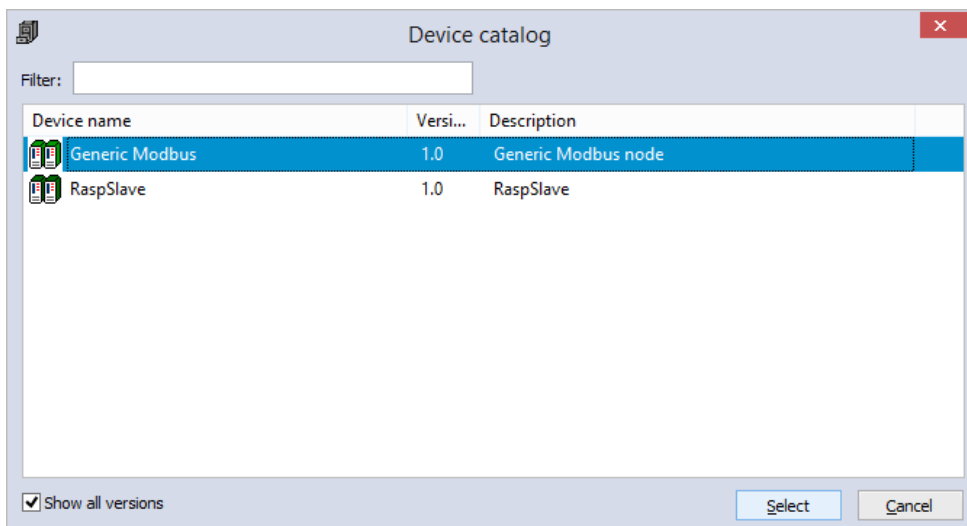 Device catalog
Filter:
Device name Versi... Description
Generic Modbus 1.0 Generic Modbus node
RaspSlave 1.0 RaspSlave
Show all versions Select Cancel